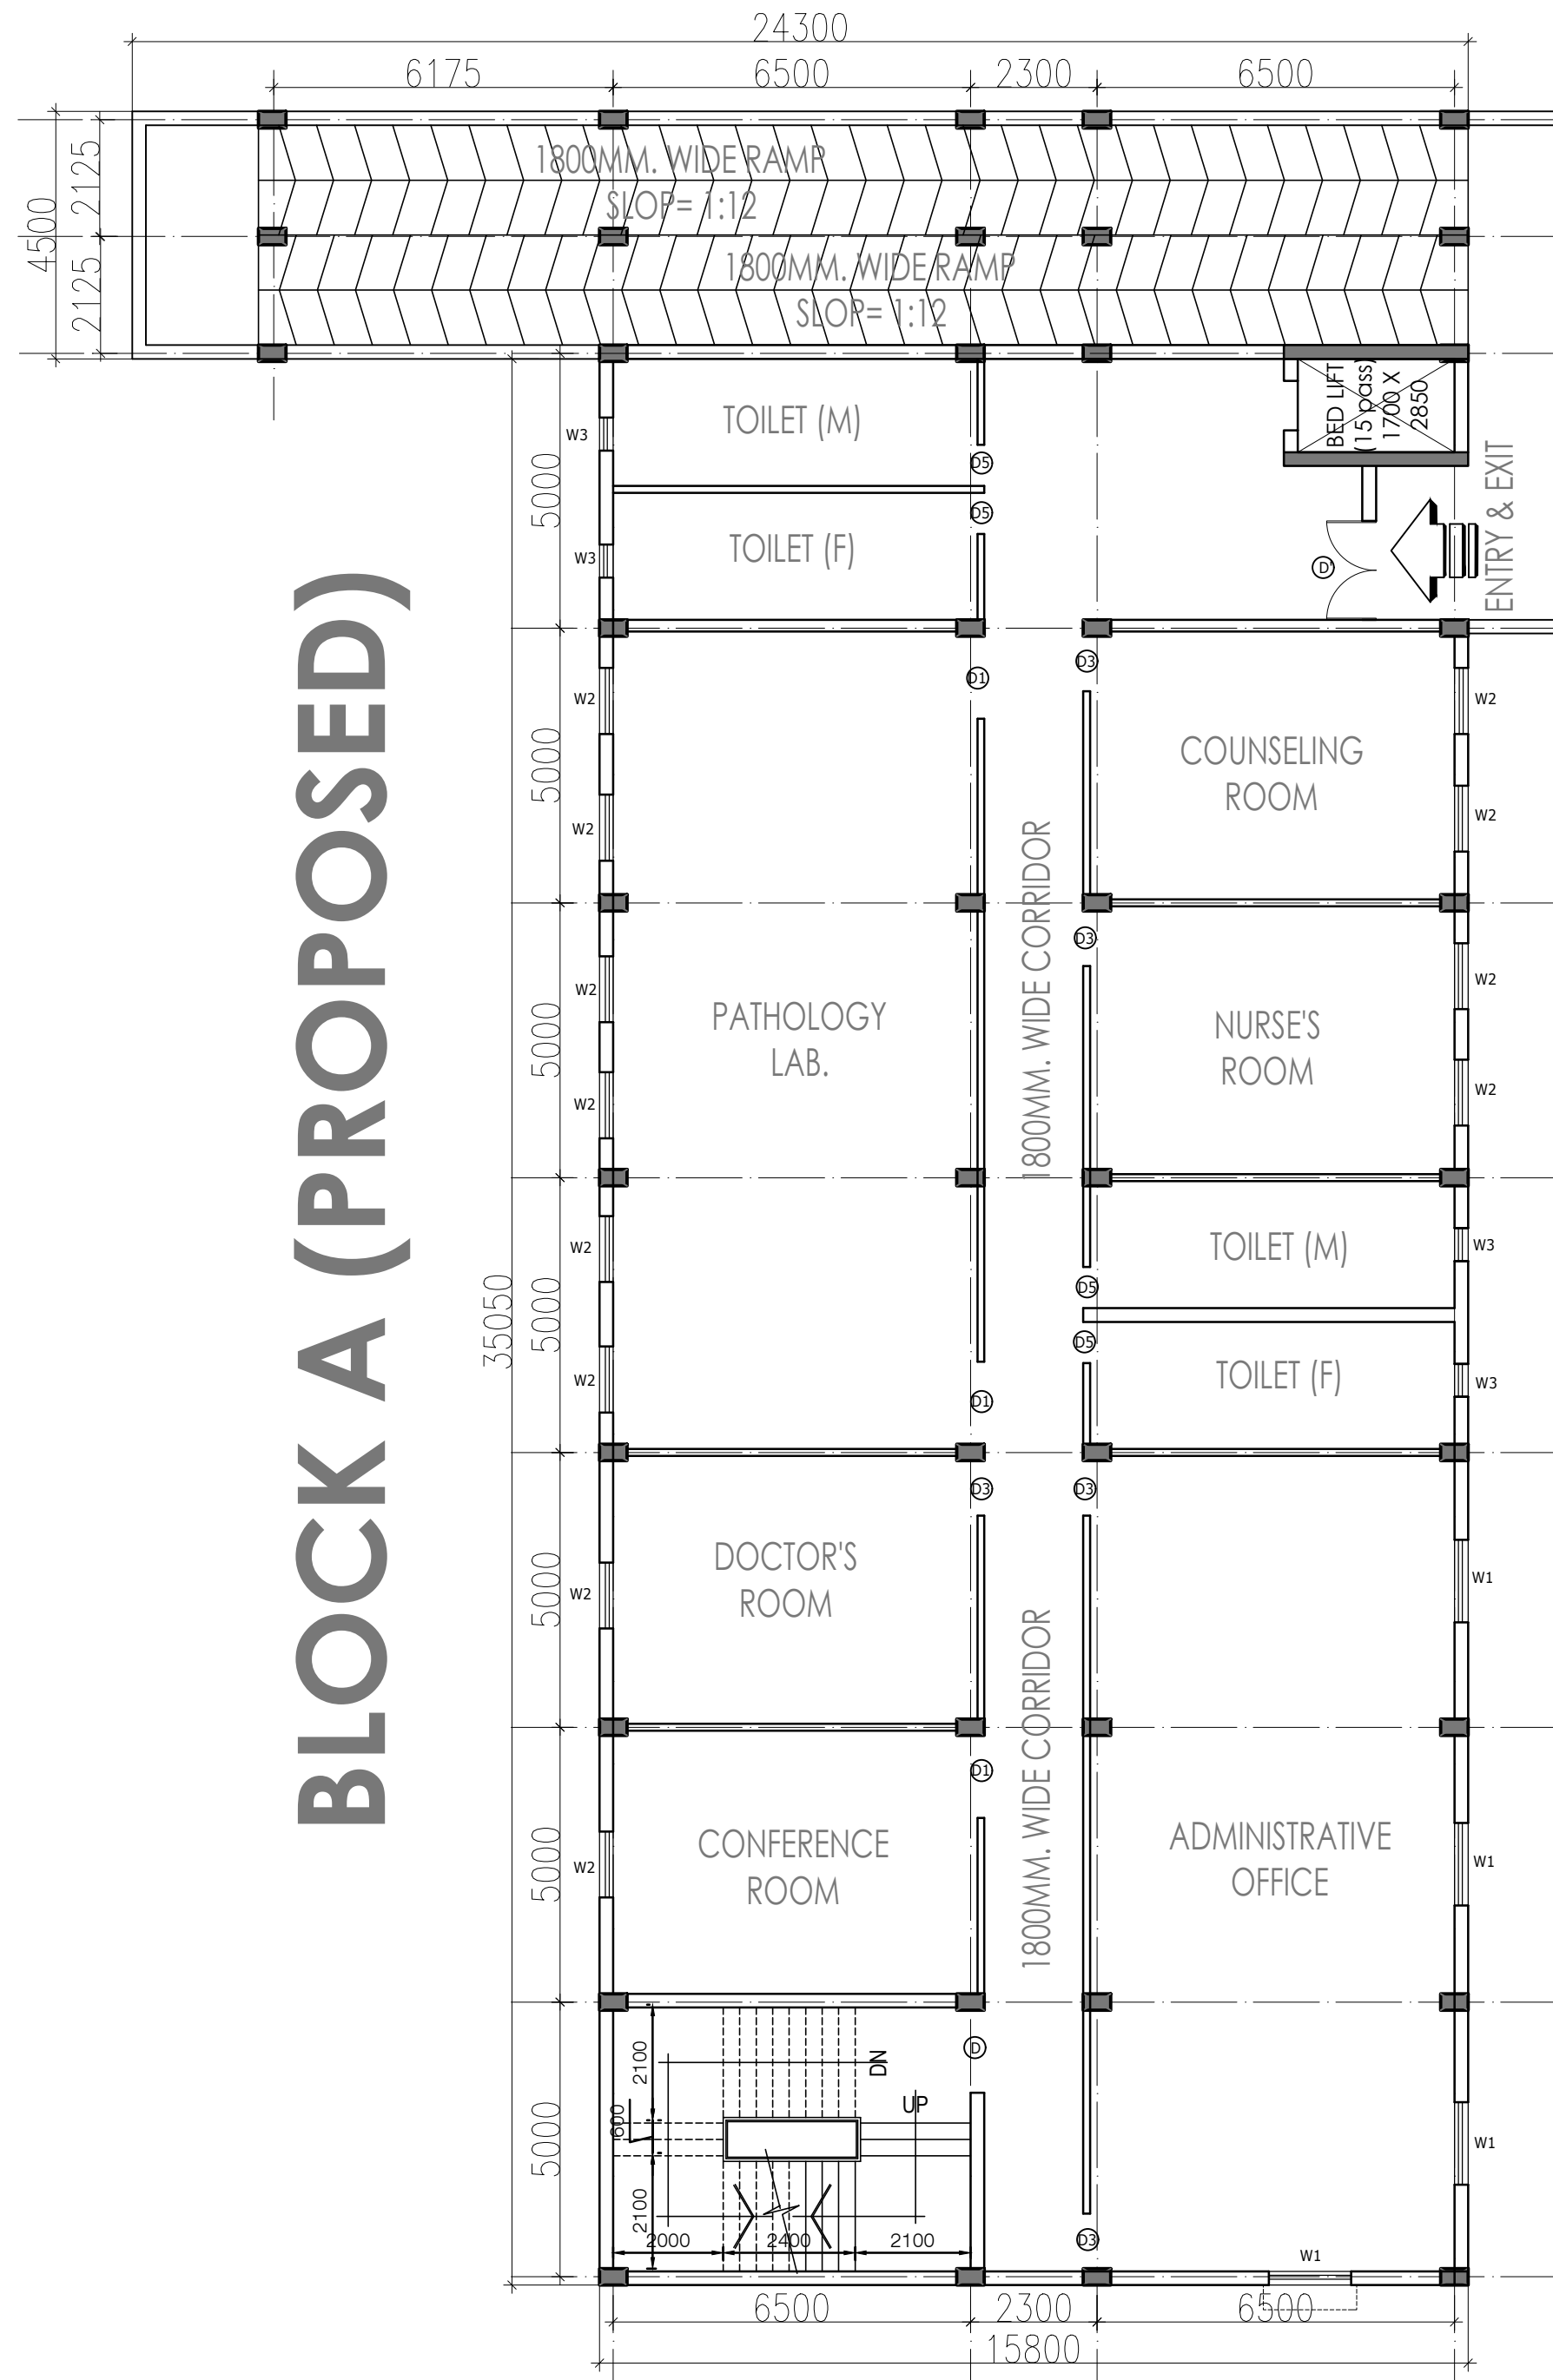 24300
6175 6500 2300 6500
4500
2125
2125
1800MM. WIDE RAMP
SLOP= 1:12
1800MM. WIDE RAMP
SLOP= 1:12
BED LIFT
(15 pass)
1700 X
2850
ENTRY & EXIT
D'
TOILET (M)
W3
D5
5000
D5
TOILET (F)
W3
BLOCK A (PROPOSED)
35050
D1
D3
W2
W2
5000
COUNSELING
ROOM
W2
W2
1800MM. WIDE CORRIDOR
D3
W2
W2
5000
PATHOLOGY
LAB.
NURSE'S
ROOM
W2
W2
TOILET (M)
W2
W3
D5
5000
D5
TOILET (F)
W2
W3
D1
D3
D3
DOCTOR'S
ROOM
5000
W2
W1
1800MM. WIDE CORRIDOR
D1
CONFERENCE
ROOM
5000
W2
ADMINISTRATIVE
OFFICE
W1
D
2100
DN
UP
600
5000
W1
2100
2000 2400 2100
D3
W1
6500 2300 6500
15800